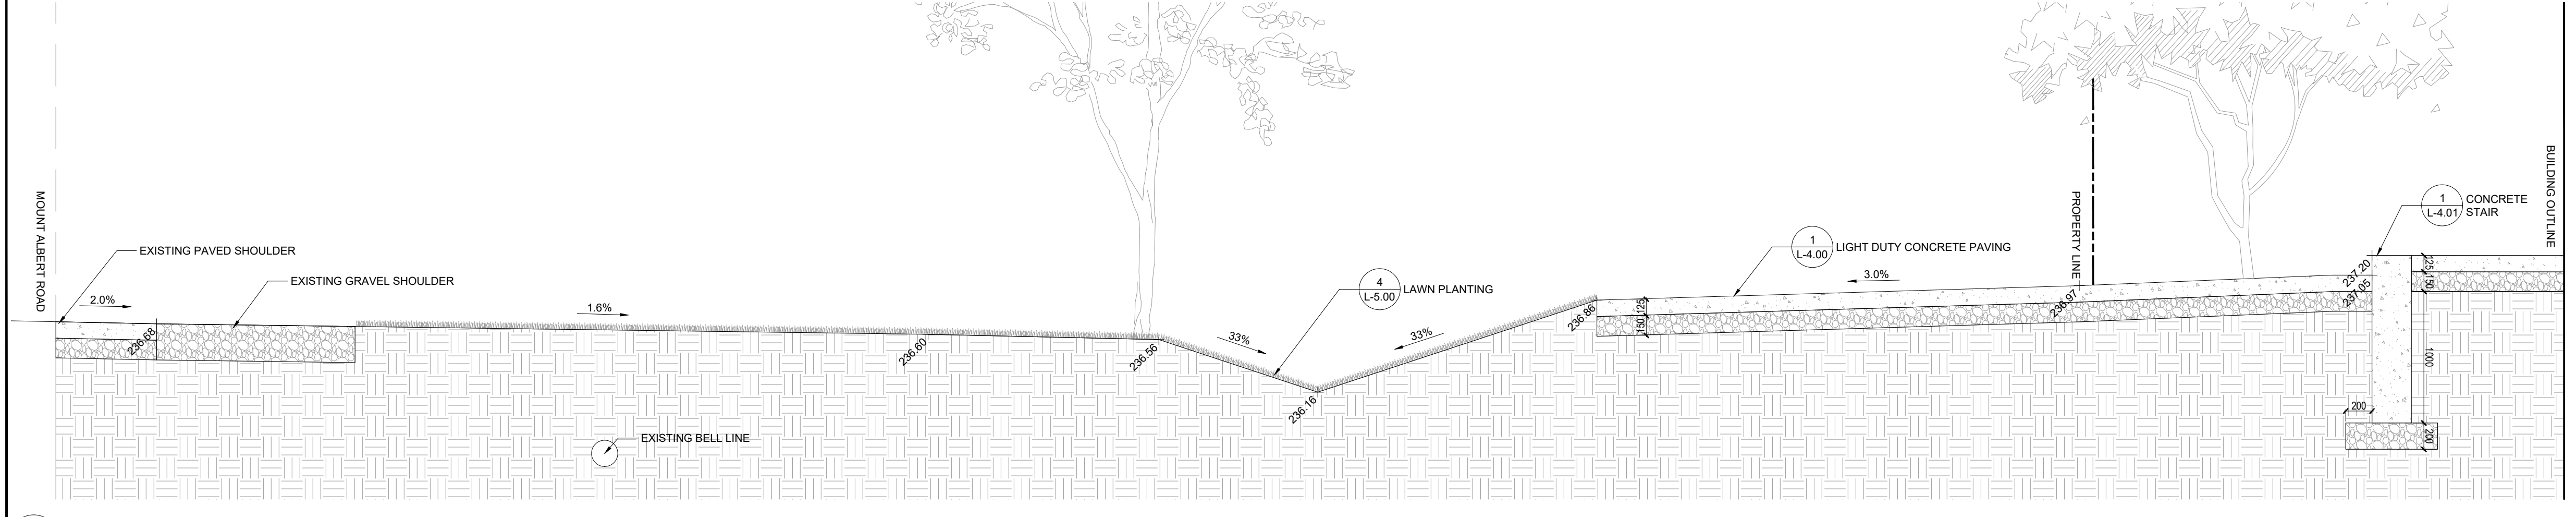 MOUNT ALBERT ROAD
EXISTING PAVED SHOULDER
2.0%
EXISTING GRAVEL SHOULDER
236.68
1.6%
236.60
EXISTING BELL LINE
236.56
33%
4
L-5.00
LAWN PLANTING
236.16
33%
236.86
125
150
1
L-4.00
LIGHT DUTY CONCRETE PAVING
3.0%
PROPERTY LINE
236.97
237.20
237.05
1
L-4.01
CONCRETE
STAIR
125
150
1000
200
200
BUILDING OUTLINE